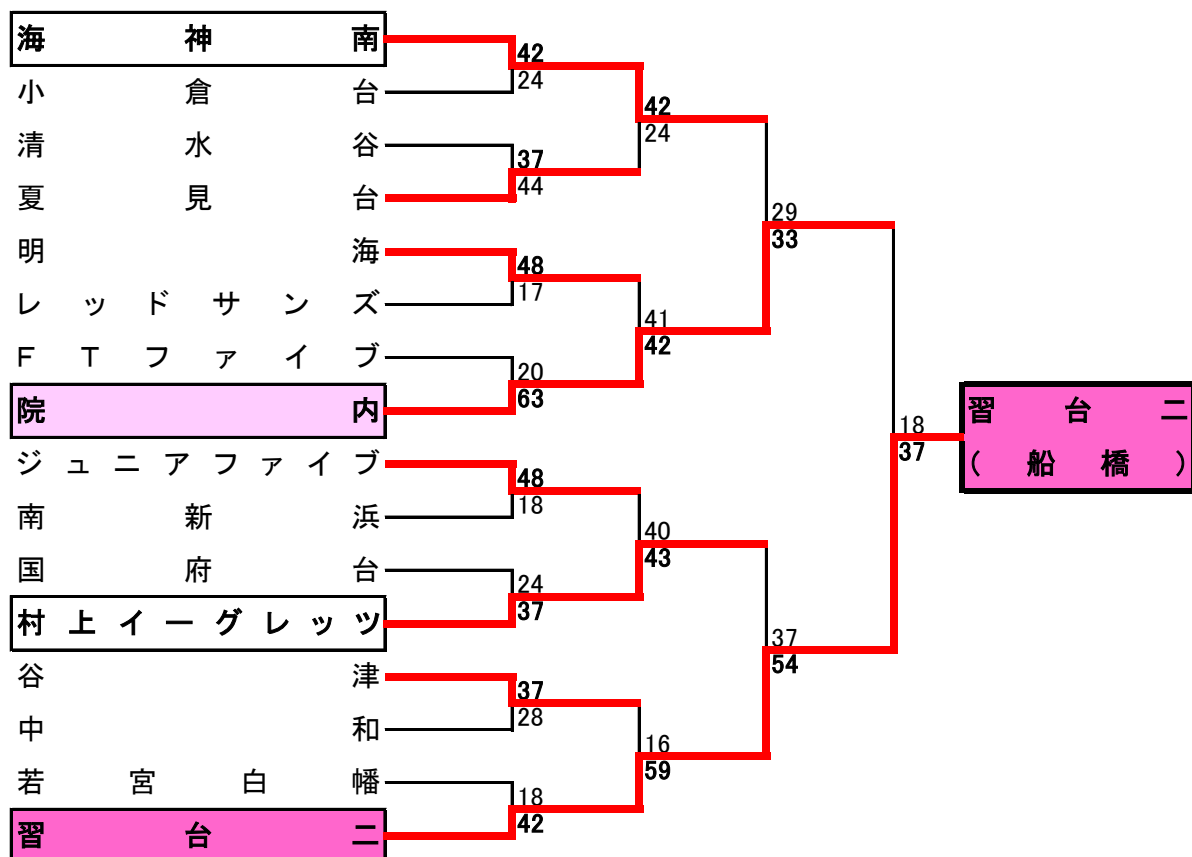 海神南
42
小倉台
24
42
清水谷
24
37
夏見台
44
29
明海
33
48
レッドサンズ
17
41
FTファイブ
42
20
院内
63
習台二
18
ジュニアファイブ
37
(船橋)
48
南新浜
18
40
国府台
43
24
村上イーグレッツ
37
37
谷津
54
37
中和
28
16
若宮白幡
59
18
習台二
42